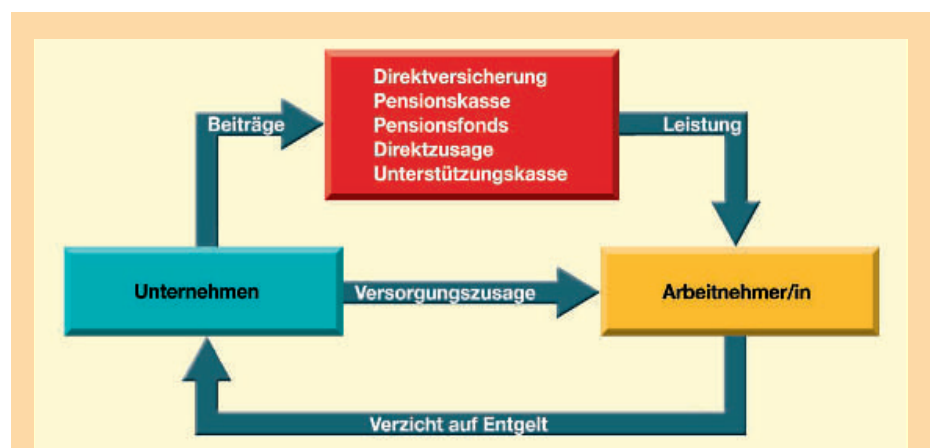 Direktversicherung
Pensionskasse
Pensionsfonds
Direktzusage
Unterstützungskasse
Beiträge
Leistung
Unternehmen
Versorgungszusage
Arbeitnehmer/in
Verzicht auf Entgelt